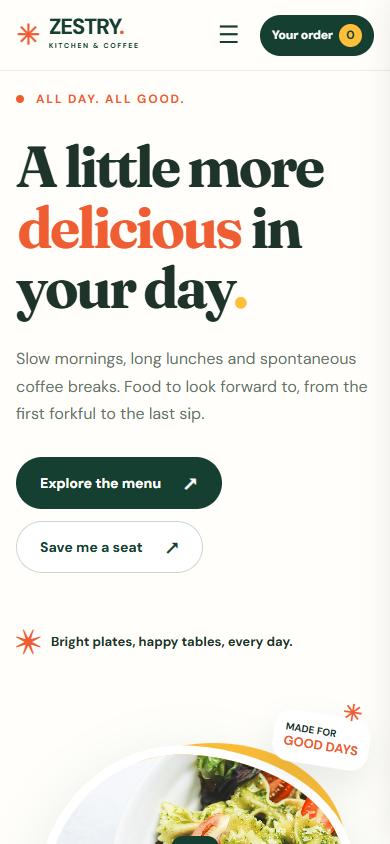 ZESTRY.
KITCHEN & COFFEE
Your order 0
ALL DAY. ALL GOOD.
A little more
delicious in
your day.
Slow mornings, long lunches and spontaneous
coffee breaks. Food to look forward to, from the
first forkful to the last sip.
Explore the menu ↗
Save me a seat ↗
Bright plates, happy tables, every day.
MADE FOR
GOOD DAYS